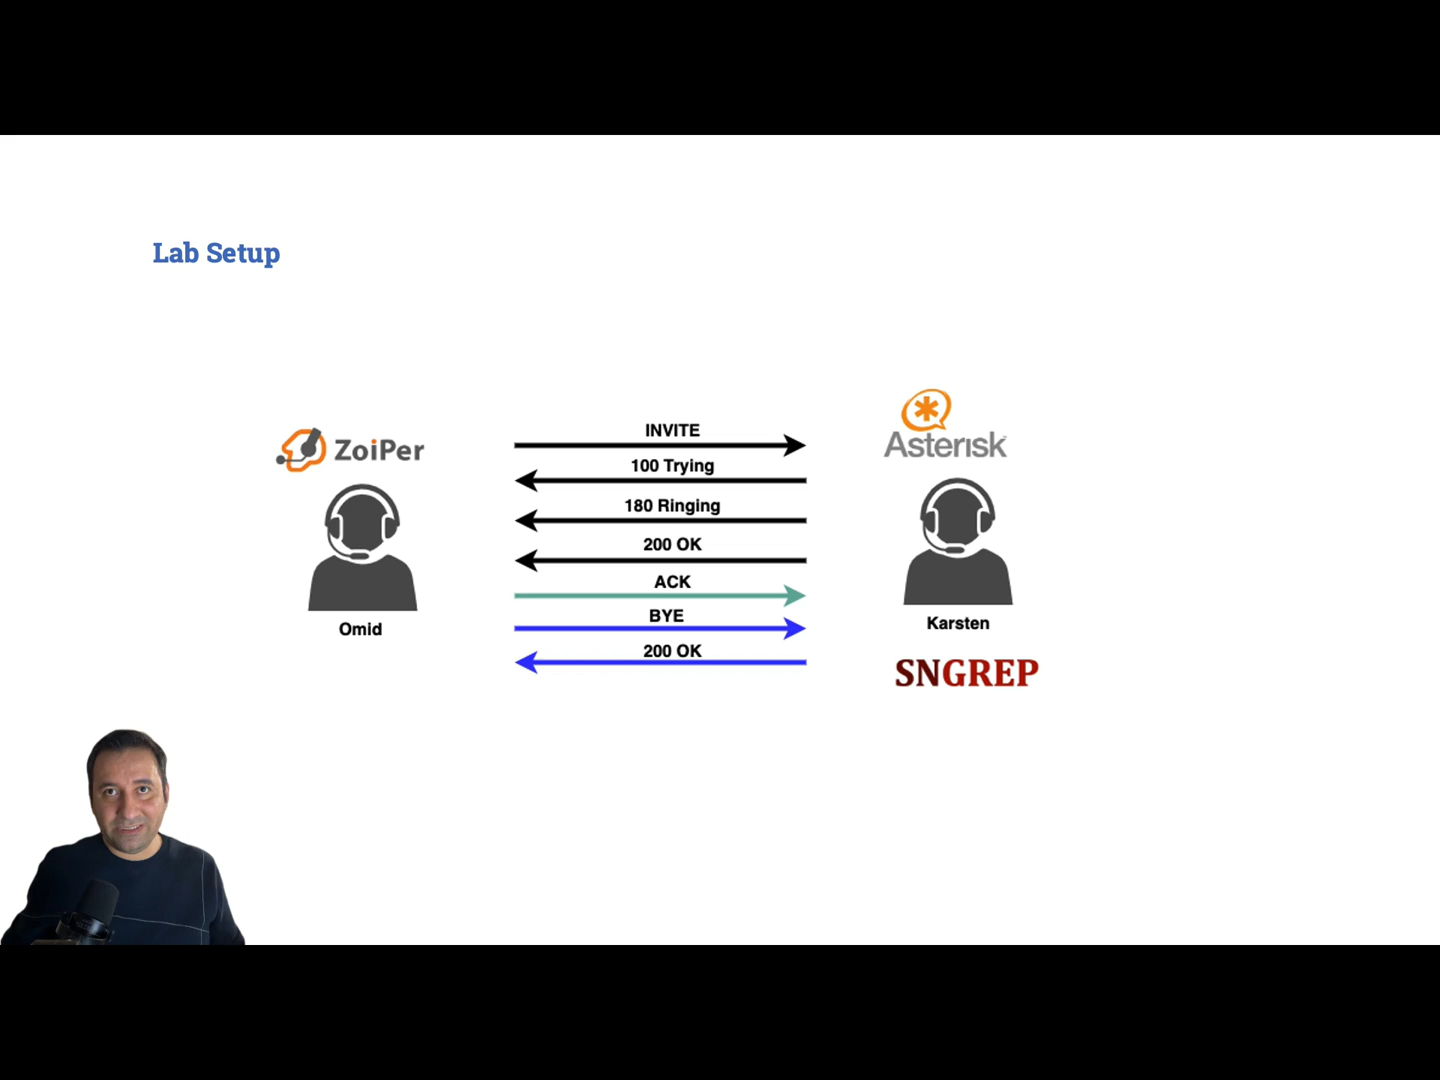 Lab Setup
ZoiPer
Asterisk
INVITE
100 Trying
180 Ringing
200 OK
ACK
BYE
200 OK
Omid
Karsten
SNGREP